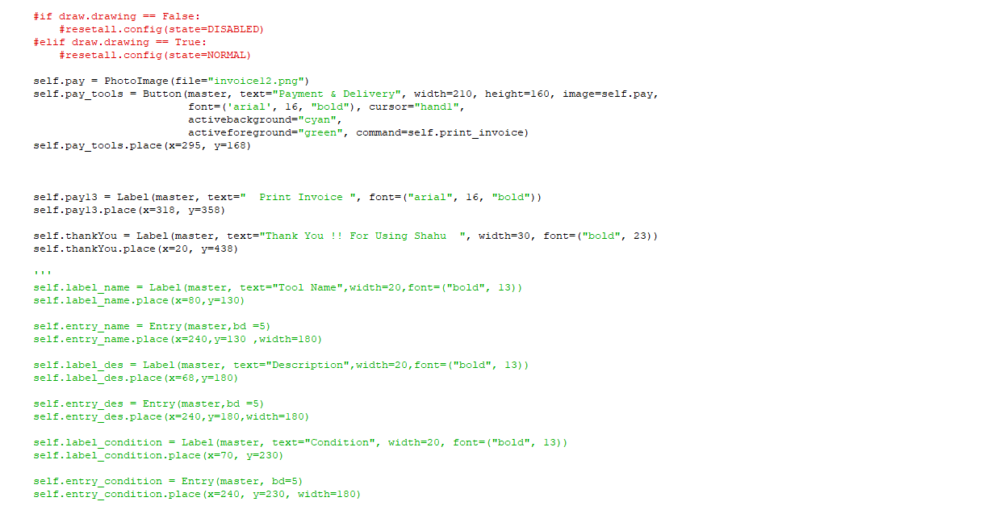 #if draw.drawing == False:
    #resetall.config(state=DISABLED)
#elif draw.drawing == True:
    #resetall.config(state=NORMAL)

self.pay = PhotoImage(file="invoice12.png")
self.pay_tools = Button(master, text="Payment & Delivery", width=210, height=160, image=self.pay,
                        font=('arial', 16, "bold"), cursor="hand1",
                        activebackground="cyan",
                        activeforeground="green", command=self.print_invoice)
self.pay_tools.place(x=295, y=168)

self.pay13 = Label(master, text="  Print Invoice ", font=("arial", 16, "bold"))
self.pay13.place(x=318, y=358)

self.thankYou = Label(master, text="Thank You !! For Using Shahu  ", width=30, font=("bold", 23))
self.thankYou.place(x=20, y=438)

'''
self.label_name = Label(master, text="Tool Name",width=20,font=("bold", 13))
self.label_name.place(x=80,y=130)

self.entry_name = Entry(master,bd =5)
self.entry_name.place(x=240,y=130 ,width=180)

self.label_des = Label(master, text="Description",width=20,font=("bold", 13))
self.label_des.place(x=68,y=180)

self.entry_des = Entry(master,bd =5)
self.entry_des.place(x=240,y=180,width=180)

self.label_condition = Label(master, text="Condition", width=20, font=("bold", 13))
self.label_condition.place(x=70, y=230)

self.entry_condition = Entry(master, bd=5)
self.entry_condition.place(x=240, y=230, width=180)